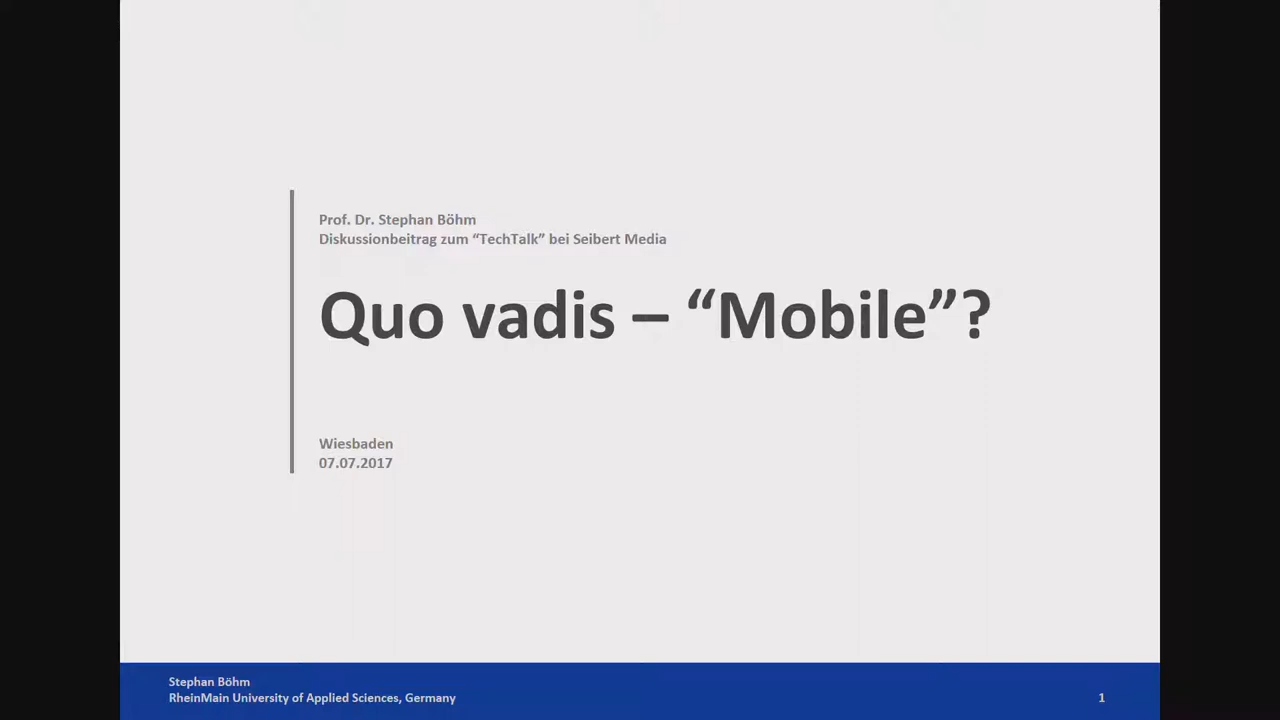 Prof. Dr. Stephan Böhm
Diskussionbeitrag zum “TechTalk” bei Seibert Media
Quo vadis – “Mobile”?
Wiesbaden
07.07.2017
Stephan Böhm
RheinMain University of Applied Sciences, Germany
1